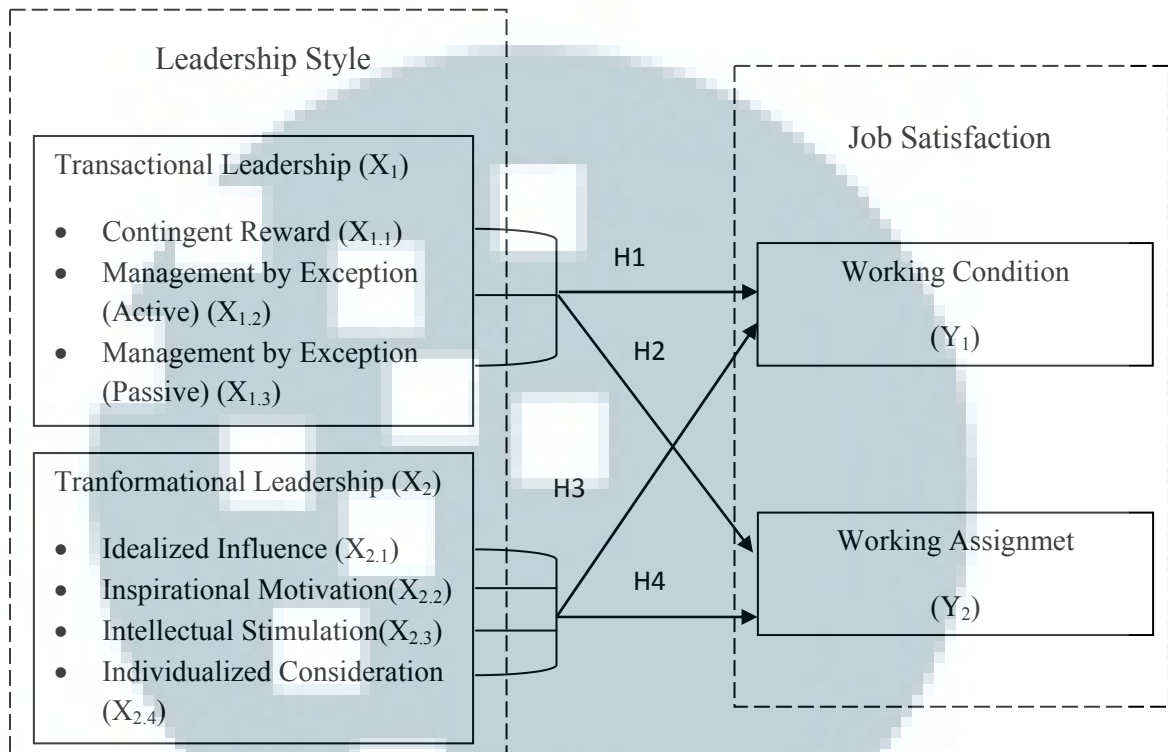 Leadership Style
Transactional Leadership (X₁)
• Contingent Reward (X₁.₁)
• Management by Exception
(Active) (X₁.₂)
• Management by Exception
(Passive) (X₁.₃)
Tranformational Leadership (X₂)
• Idealized Influence (X₂.₁)
• Inspirational Motivation(X₂.₂)
• Intellectual Stimulation(X₂.₃)
• Individualized Consideration
(X₂.₄)
H1
H2
H3
H4
Job Satisfaction
Working Condition
(Y₁)
Working Assignmet
(Y₂)